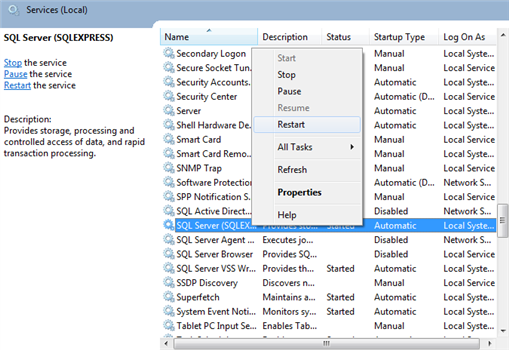 Services (Local)
SQL Server (SQLEXPRESS)
Stop the service
Pause the service
Restart the service
Description:
Provides storage, processing and
controlled access of data, and rapid
transaction processing.
Name Description Status Startup Type Log On As
Secondary Logon Manual Local Syste...
Secure Socket Tun... Manual Local Syste...
Security Accounts... Automatic Local Syste...
Security Center Automatic (D... Local S...
Server Automatic Local Syste...
Shell Hardware De... Automatic Local Syste...
Smart Card Manual Local S...
Smart Card Remo... Manual Local Syste...
SNMP Trap Manual Local S...
Software Protection Automatic (D... Network S...
SPP Notification S... Manual Local S...
SQL Active Direct... Disabled Network S...
SQL Server (SQLEX... Provides sto... Started Automatic Local Syste...
SQL Server Agent ... Executes jo... Disabled Network S...
SQL Server Browser Provides SQ... Disabled Local S...
SQL Server VSS Wr... Provides th... Started Automatic Local Syste...
SSDP Discovery Discovers n... Manual Local S...
Superfetch Maintains a... Started Automatic Local Syste...
System Event Noti... Monitors sy... Started Automatic Local Syste...
Tablet PC Input Se... Enables Tab... Manual Local Syste...
Start
Stop
Pause
Resume
Restart
All Tasks
Refresh
Properties
Help